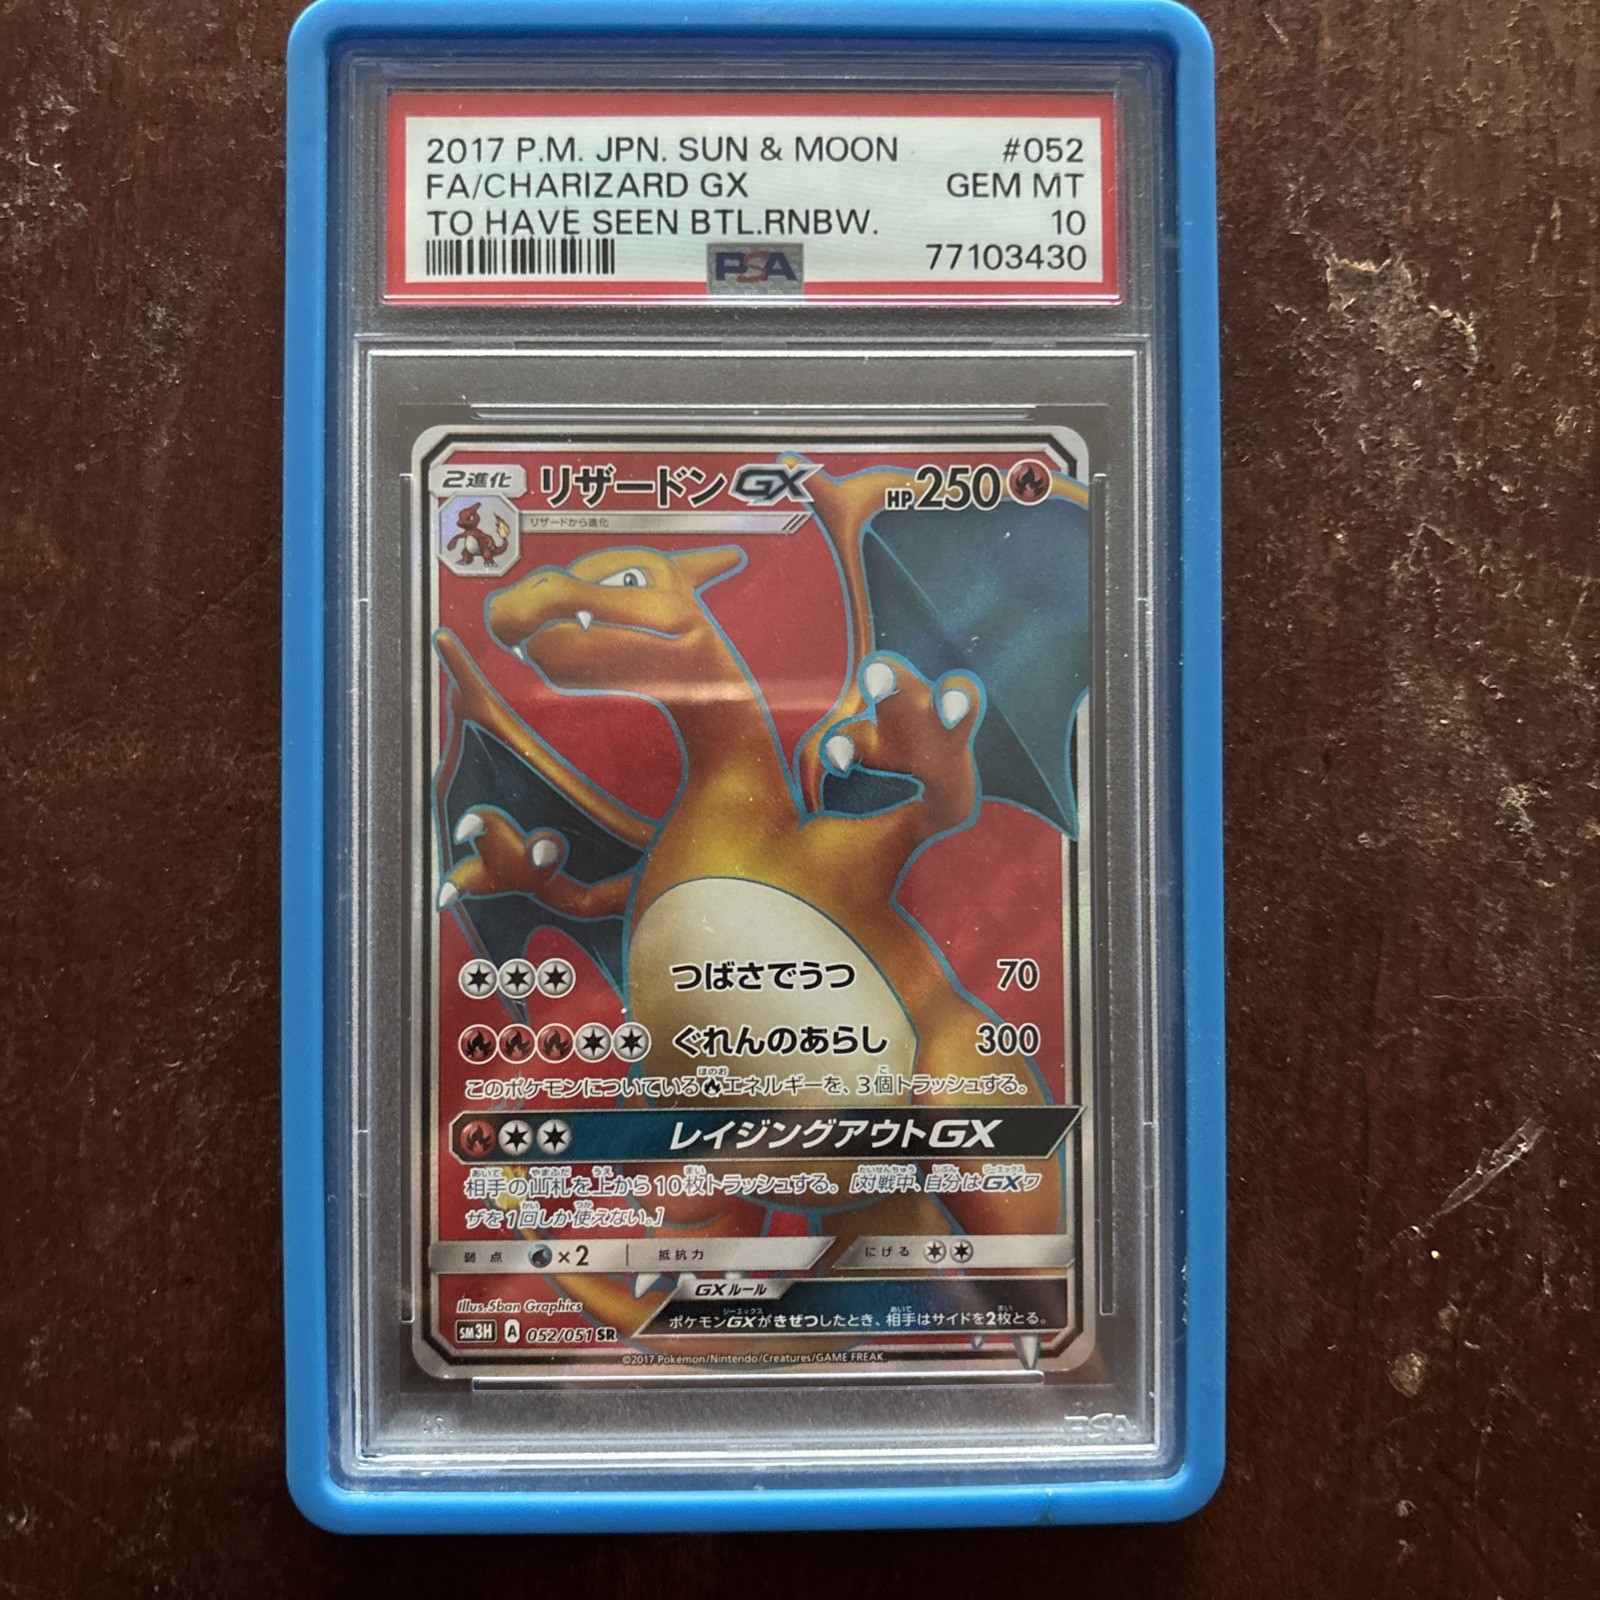 2017 P.M. JPN. SUN & MOON #052
FA/CHARIZARD GX GEM MT
TO HAVE SEEN BTL.RNBW. 10
PSA 77103430
2進化 リザードンGX HP250
リザードから進化
つばさでうつ 70
ぐれんのあらし 300
このポケモンについているエネルギーを、3個トラッシュする。
レイジングアウトGX
相手の山札を上から10枚トラッシュする。[対戦中、自分はGXワ
ザを1回しか使えない。]
弱点 ×2 抵抗力 にげる
GXルール
ポケモンGXがきぜつしたとき、相手はサイドを2枚とる。
Illus.5ban Graphics
SM3H A 052/051 SR
©2017 Pokémon/Nintendo/Creatures/GAME FREAK.
PSA